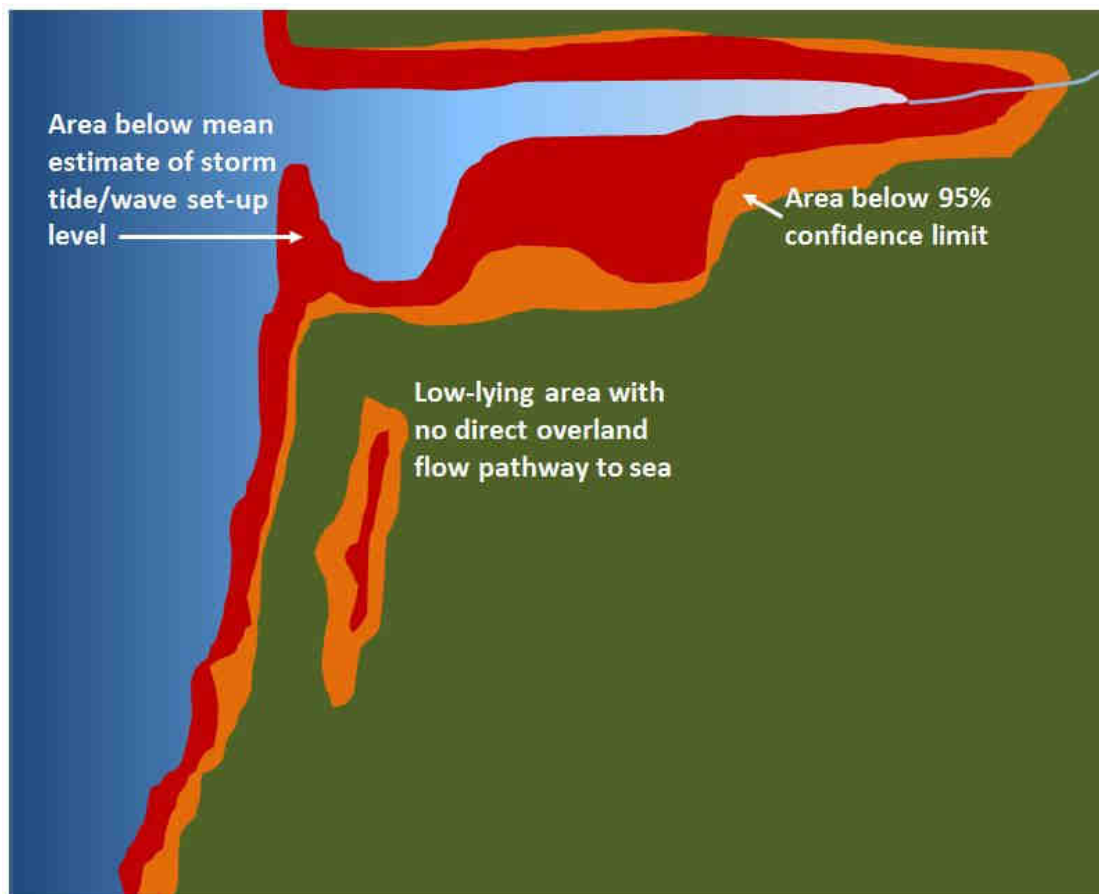 Area below mean
estimate of storm
tide/wave set-up
level
Area below 95%
confidence limit
Low-lying area with
no direct overland
flow pathway to sea